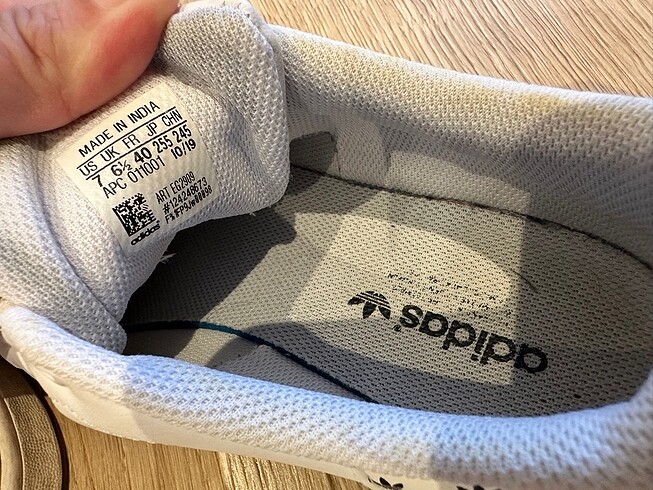 MADE IN INDIA
US UK FR JP CHN
7 6½ 40 255 245
APC 011001 10/19
ART EG2909
#124248673
adidas
adidas